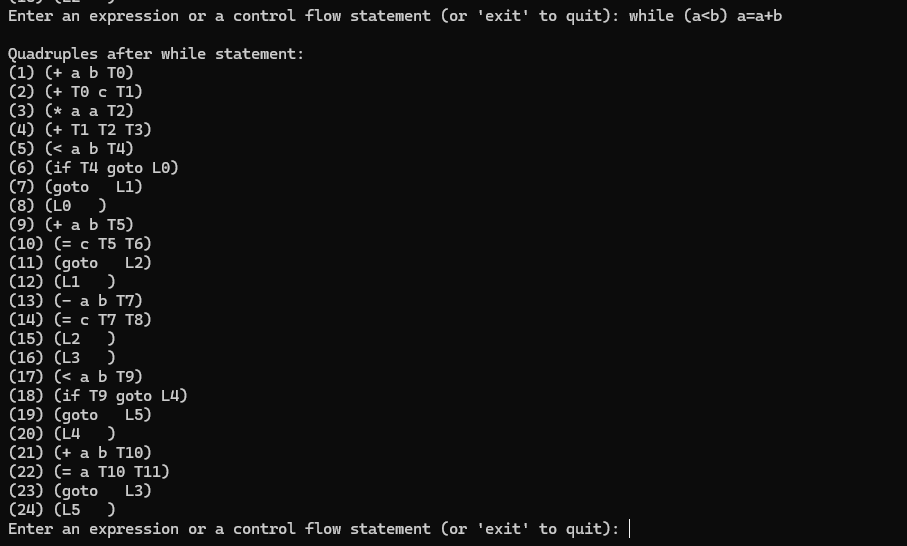 Enter an expression or a control flow statement (or 'exit' to quit): while (a<b) a=a+b
Quadruples after while statement:
(1) (+ a b T0)
(2) (+ T0 c T1)
(3) (* a a T2)
(4) (+ T1 T2 T3)
(5) (< a b T4)
(6) (if T4 goto L0)
(7) (goto   L1)
(8) (L0   )
(9) (+ a b T5)
(10) (= c T5 T6)
(11) (goto   L2)
(12) (L1   )
(13) (- a b T7)
(14) (= c T7 T8)
(15) (L2   )
(16) (L3   )
(17) (< a b T9)
(18) (if T9 goto L4)
(19) (goto   L5)
(20) (L4   )
(21) (+ a b T10)
(22) (= a T10 T11)
(23) (goto   L3)
(24) (L5   )
Enter an expression or a control flow statement (or 'exit' to quit):